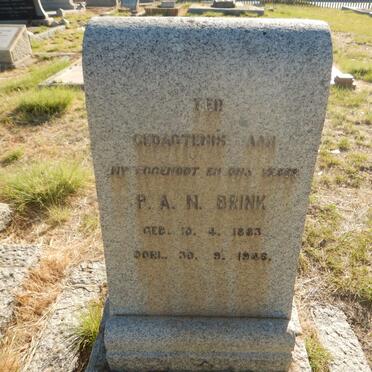 TER
GEDAGTENIS AAN
MY EGGENOOT EN ONS VADER
P. A. N. BRINK
GEB. 10. 4. 1883
OORL. 30. 9. 1946.